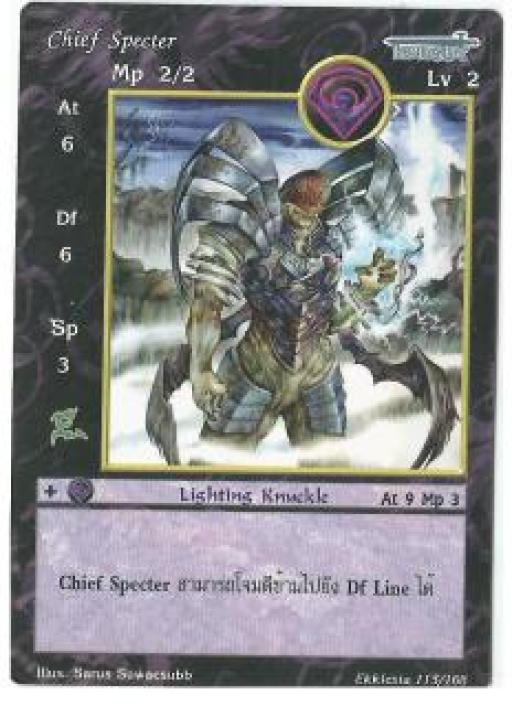 Chief Specter
Mp 2/2
Lv 2
At
6
Df
6
Sp
3
+ Lighting Knuckle At 9 Mp 3
Chief Specter สามารถโจมตีข้ามไปยัง Df Line ได้
Illus. Sarus Suwacsubb
Ekklesia 113/168